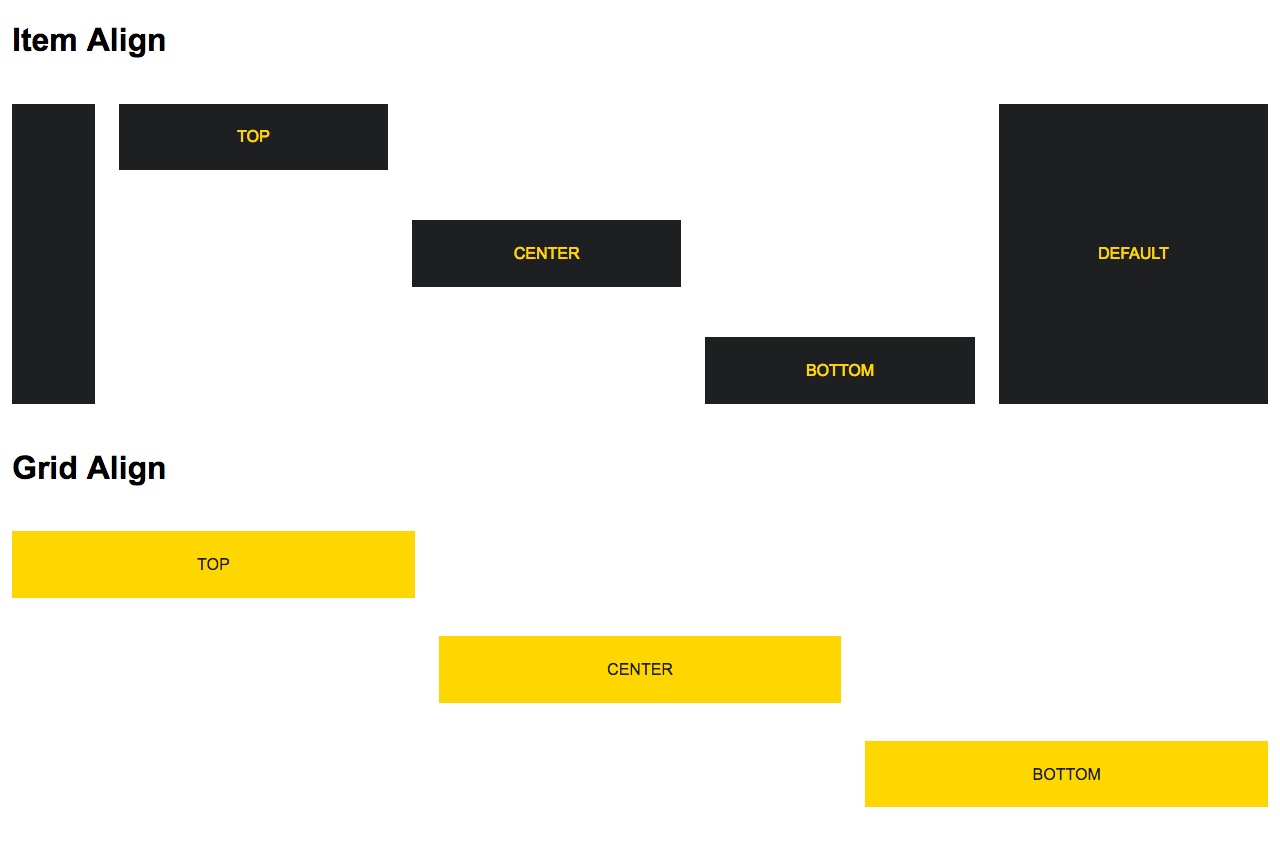 Item Align
TOP
CENTER
BOTTOM
DEFAULT
Grid Align
TOP
CENTER
BOTTOM